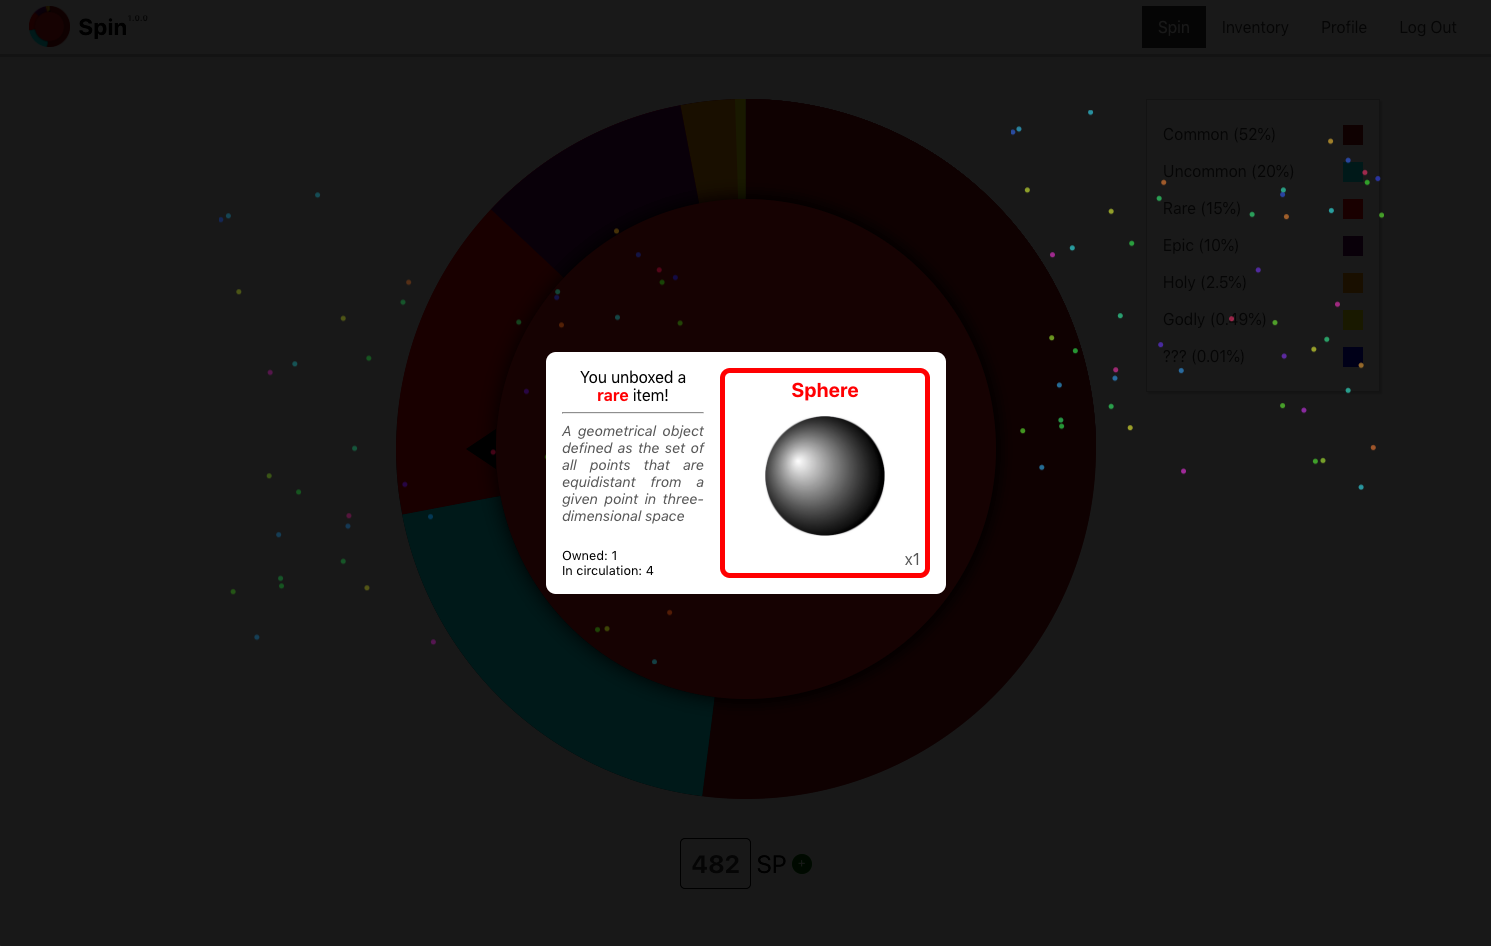 Spin 1.0.0
Spin Inventory Profile Log Out
Common (52%)
Uncommon (20%)
Rare (15%)
Epic (10%)
Holy (2.5%)
Godly (0.49%)
??? (0.01%)
You unboxed a
rare item!
A geometrical object
defined as the set of
all points that are
equidistant from a
given point in three-
dimensional space
Owned: 1
In circulation: 4
Sphere
x1
482 SP +